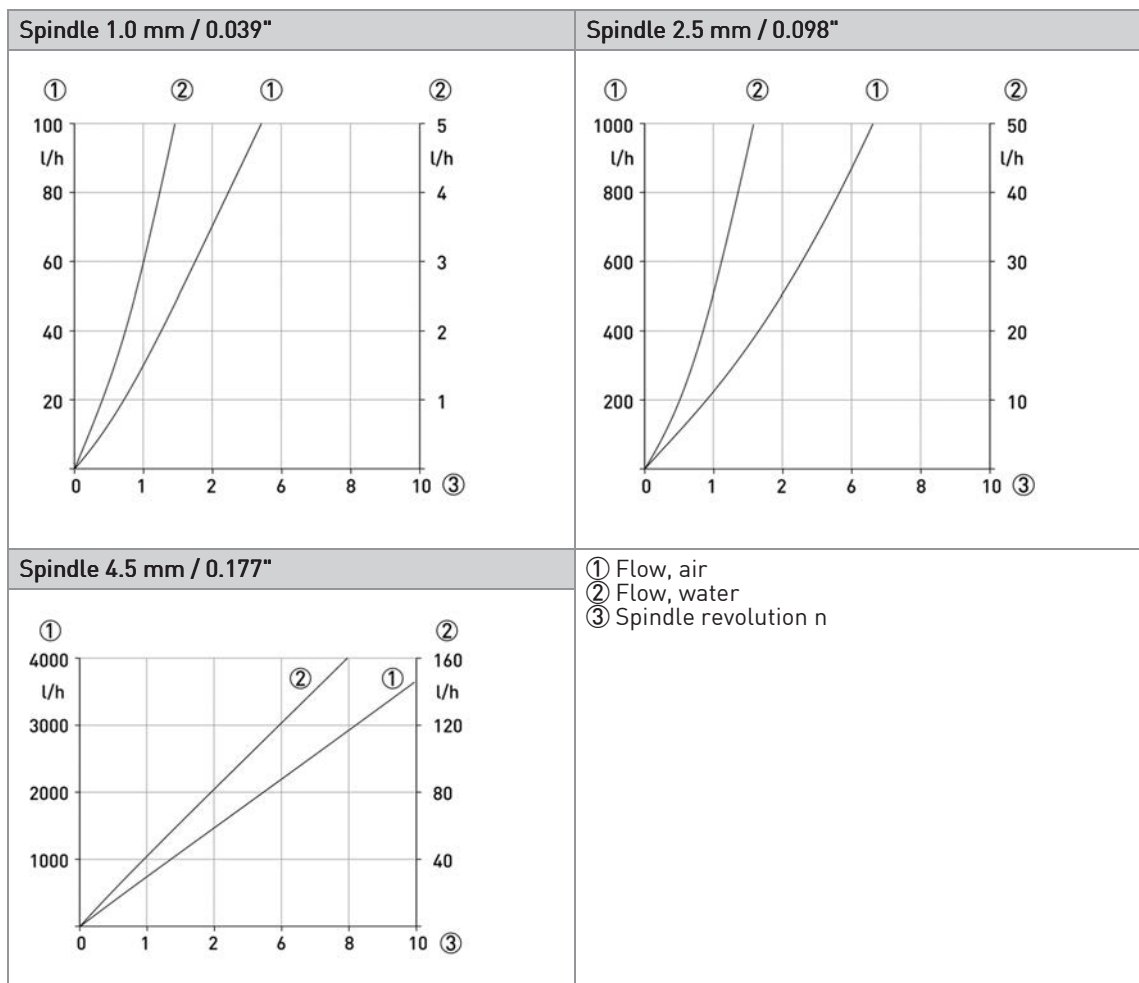 Spindle 1.0 mm / 0.039"
Spindle 2.5 mm / 0.098"
① ② ① ②
100 5
l/h l/h
80 4
60 3
40 2
20 1
0 1 2 6 8 10 ③
① ② ① ②
1000 50
l/h l/h
800 40
600 30
400 20
200 10
0 1 2 6 8 10 ③
Spindle 4.5 mm / 0.177"
① ②
4000 160
l/h ② ① l/h
3000 120
2000 80
1000 40
0 1 2 6 8 10 ③
① Flow, air
② Flow, water
③ Spindle revolution n